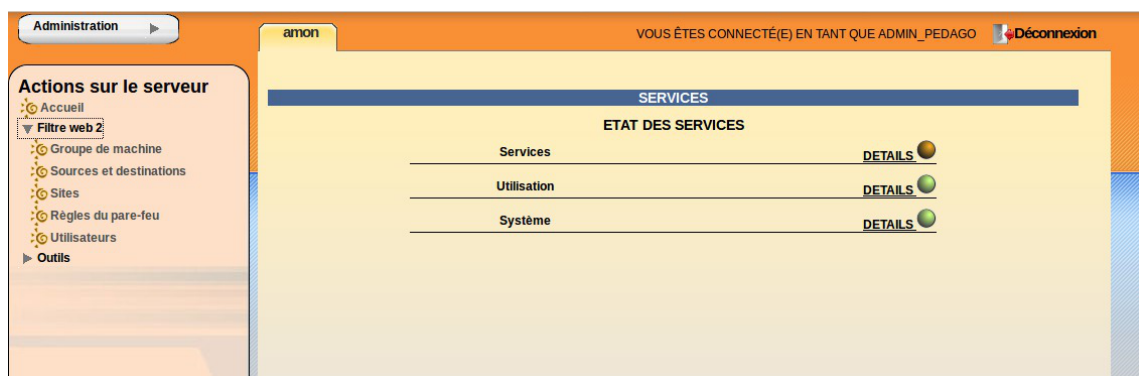 Administration
amon
VOUS ÊTES CONNECTÉ(E) EN TANT QUE ADMIN_PEDAGO
Déconnexion
Actions sur le serveur
Accueil
Filtre web 2
Groupe de machine
Sources et destinations
Sites
Règles du pare-feu
Utilisateurs
Outils
SERVICES
ETAT DES SERVICES
Services DETAILS
Utilisation DETAILS
Système DETAILS